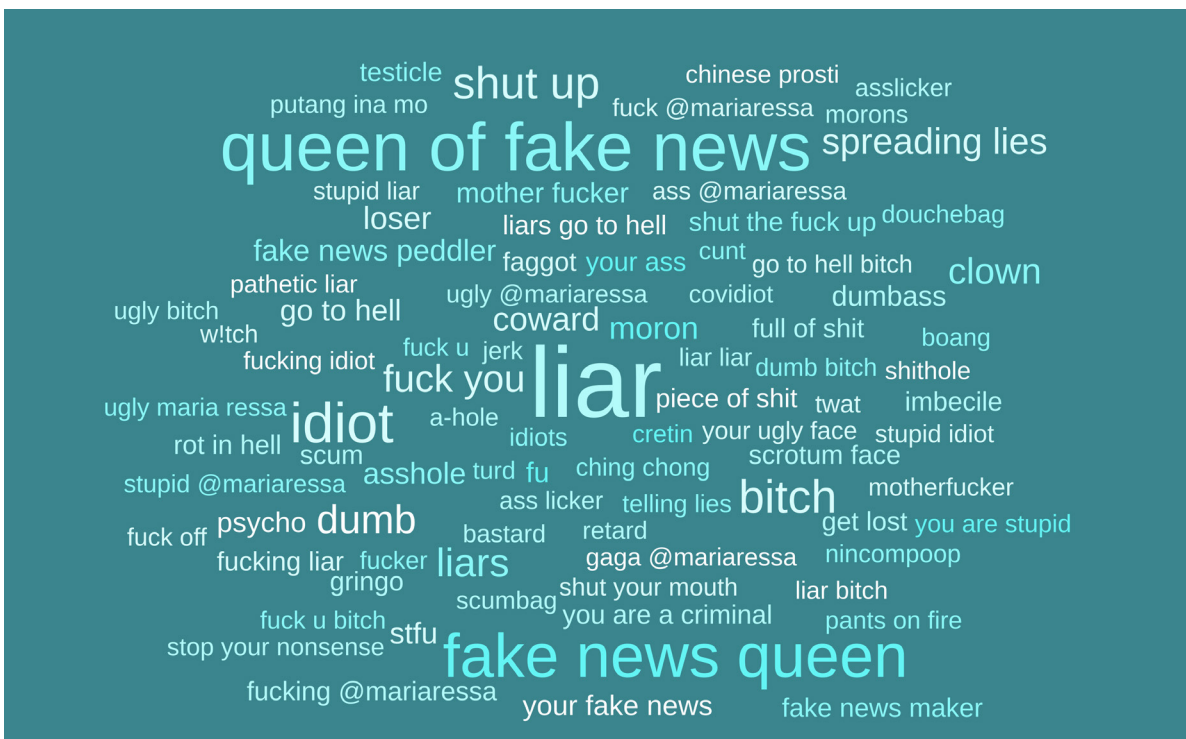 testicle
shut up
chinese prosti
asslicker
putang ina mo
fuck @mariaressa
morons
queen of fake news
spreading lies
stupid liar
mother fucker
ass @mariaressa
loser
liars go to hell
shut the fuck up
douchebag
fake news peddler
faggot
your ass
cunt
go to hell bitch
clown
pathetic liar
ugly @mariaressa
covidiot
dumbass
ugly bitch
go to hell
coward
moron
full of shit
boang
w!tch
fucking idiot
fuck u
jerk
liar
liar liar
dumb bitch
shithole
fuck you
piece of shit
twat
imbecile
ugly maria ressa
idiot
a-hole
idiots
cretin
your ugly face
stupid idiot
rot in hell
scum
scrotum face
stupid @mariaressa
asshole
turd
fu
ching chong
ass licker
telling lies
bitch
motherfucker
fuck off
psycho
dumb
bastard
retard
get lost
you are stupid
fucking liar
fucker
liars
gaga @mariaressa
nincompoop
gringo
scumbag
shut your mouth
liar bitch
fuck u bitch
you are a criminal
pants on fire
stop your nonsense
stfu
fake news queen
fucking @mariaressa
your fake news
fake news maker